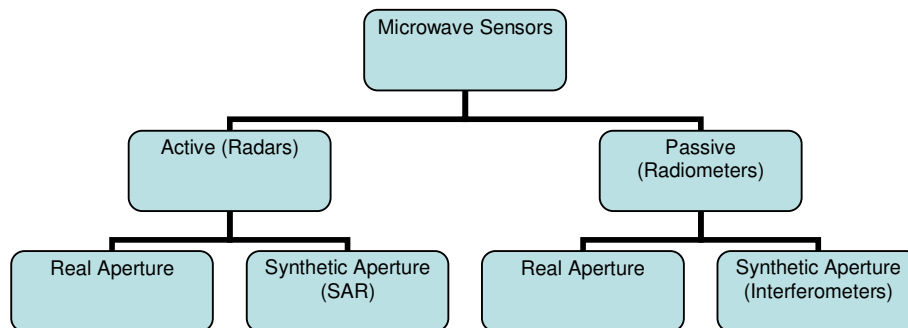 Microwave Sensors
Active (Radars)
Passive
(Radiometers)
Real Aperture
Synthetic Aperture
(SAR)
Real Aperture
Synthetic Aperture
(Interferometers)